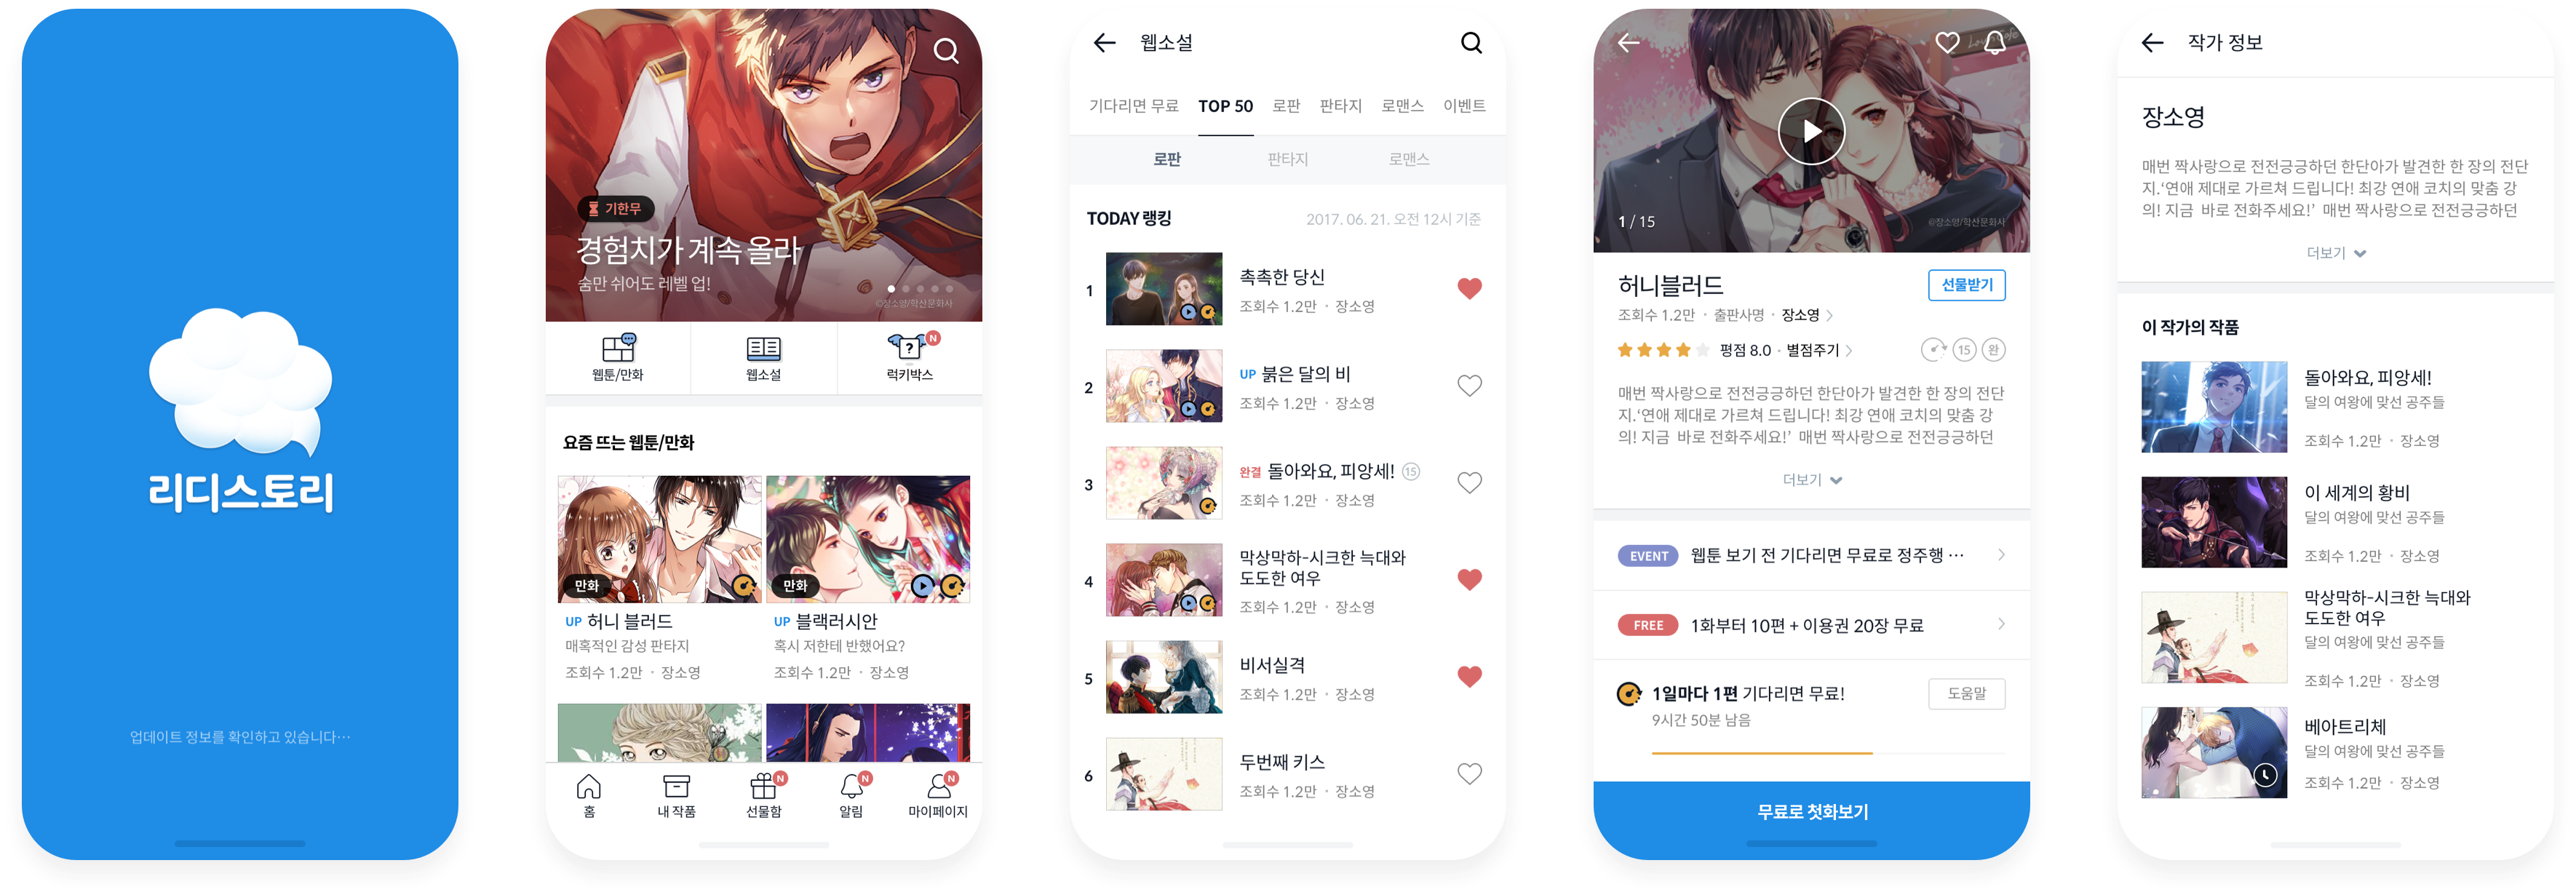 리디스토리
업데이트 정보를 확인하고 있습니다…
기한무
경험치가 계속 올라
숨만 쉬어도 레벨 업!
©장소영/학산문화사
웹툰/만화
웹소설
?
N
럭키박스
요즘 뜨는 웹툰/만화
만화
만화
UP 허니 블러드
매혹적인 감성 판타지
조회수 1.2만 · 장소영
UP 블랙러시안
혹시 저한테 반했어요?
조회수 1.2만 · 장소영
홈
내 작품
N
선물함
N
알림
N
마이페이지
웹소설
기다리면 무료 TOP 50 로판 판타지 로맨스 이벤트
로판 판타지 로맨스
TODAY 랭킹 2017. 06. 21. 오전 12시 기준
1
촉촉한 당신
조회수 1.2만 · 장소영
2
UP 붉은 달의 비
조회수 1.2만 · 장소영
3
완결 돌아와요, 피앙세! 15
조회수 1.2만 · 장소영
4
막상막하-시크한 늑대와
도도한 여우
조회수 1.2만 · 장소영
5
비서실격
조회수 1.2만 · 장소영
6
두번째 키스
조회수 1.2만 · 장소영
1 / 15
©장소영/학산문화사
허니블러드
선물받기
조회수 1.2만 · 출판사명 · 장소영
평점 8.0 · 별점주기
15 완
매번 짝사랑으로 전전긍긍하던 한단아가 발견한 한 장의 전단
지.‘연애 제대로 가르쳐 드립니다! 최강 연애 코치의 맞춤 강
의! 지금 바로 전화주세요!’ 매번 짝사랑으로 전전긍긍하던
더보기
EVENT 웹툰 보기 전 기다리면 무료로 정주행 …
FREE 1화부터 10편 + 이용권 20장 무료
1일마다 1편 기다리면 무료!
도움말
9시간 50분 남음
무료로 첫화보기
작가 정보
장소영
매번 짝사랑으로 전전긍긍하던 한단아가 발견한 한 장의 전단
지.‘연애 제대로 가르쳐 드립니다! 최강 연애 코치의 맞춤 강
의! 지금 바로 전화주세요!’ 매번 짝사랑으로 전전긍긍하던
더보기
이 작가의 작품
돌아와요, 피앙세!
달의 여왕에 맞선 공주들
조회수 1.2만 · 장소영
이 세계의 황비
달의 여왕에 맞선 공주들
조회수 1.2만 · 장소영
막상막하-시크한 늑대와
도도한 여우
달의 여왕에 맞선 공주들
조회수 1.2만 · 장소영
베아트리체
달의 여왕에 맞선 공주들
조회수 1.2만 · 장소영